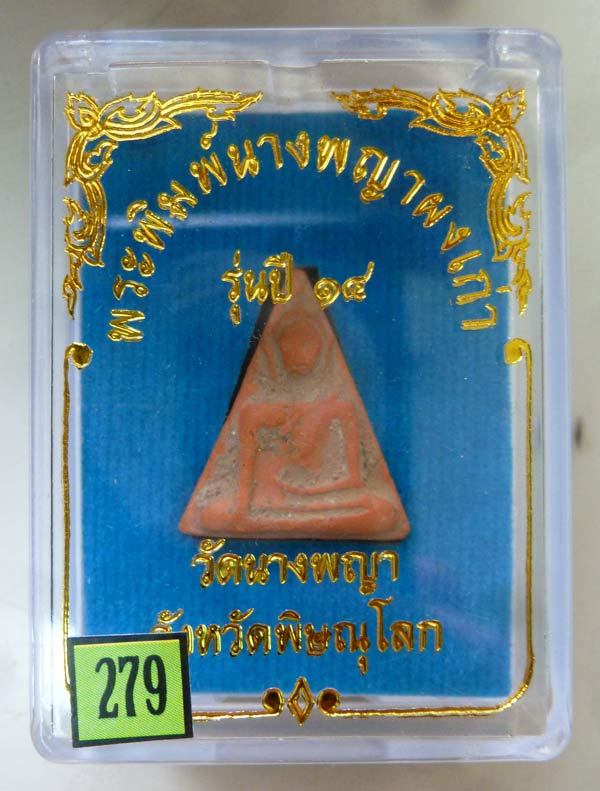 พระพิมพ์นางพญาผงเก่า
รุ่นปี ๑๔
วัดนางพญา
จังหวัดพิษณุโลก
279